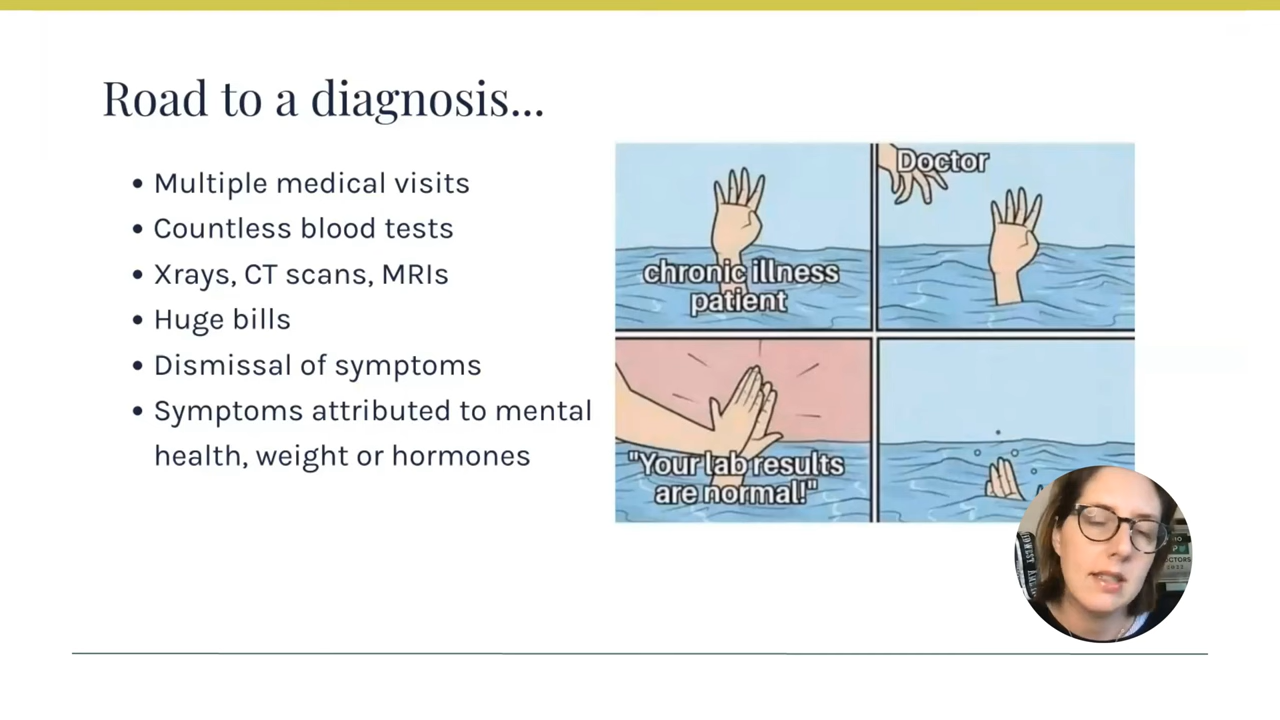 Road to a diagnosis...
• Multiple medical visits
• Countless blood tests
• Xrays, CT scans, MRIs
• Huge bills
• Dismissal of symptoms
• Symptoms attributed to mental
health, weight or hormones
chronic illness
patient
Doctor
"Your lab results
are normal!"